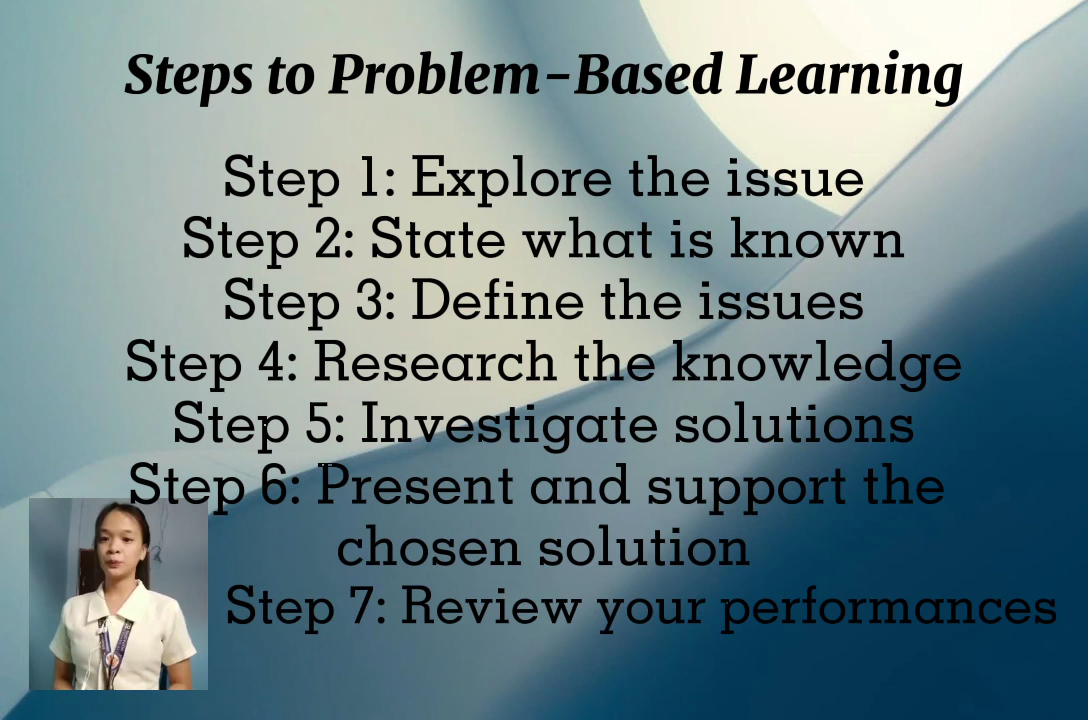 Steps to Problem-Based Learning
Step 1: Explore the issue
Step 2: State what is known
Step 3: Define the issues
Step 4: Research the knowledge
Step 5: Investigate solutions
Step 6: Present and support the
chosen solution
Step 7: Review your performances